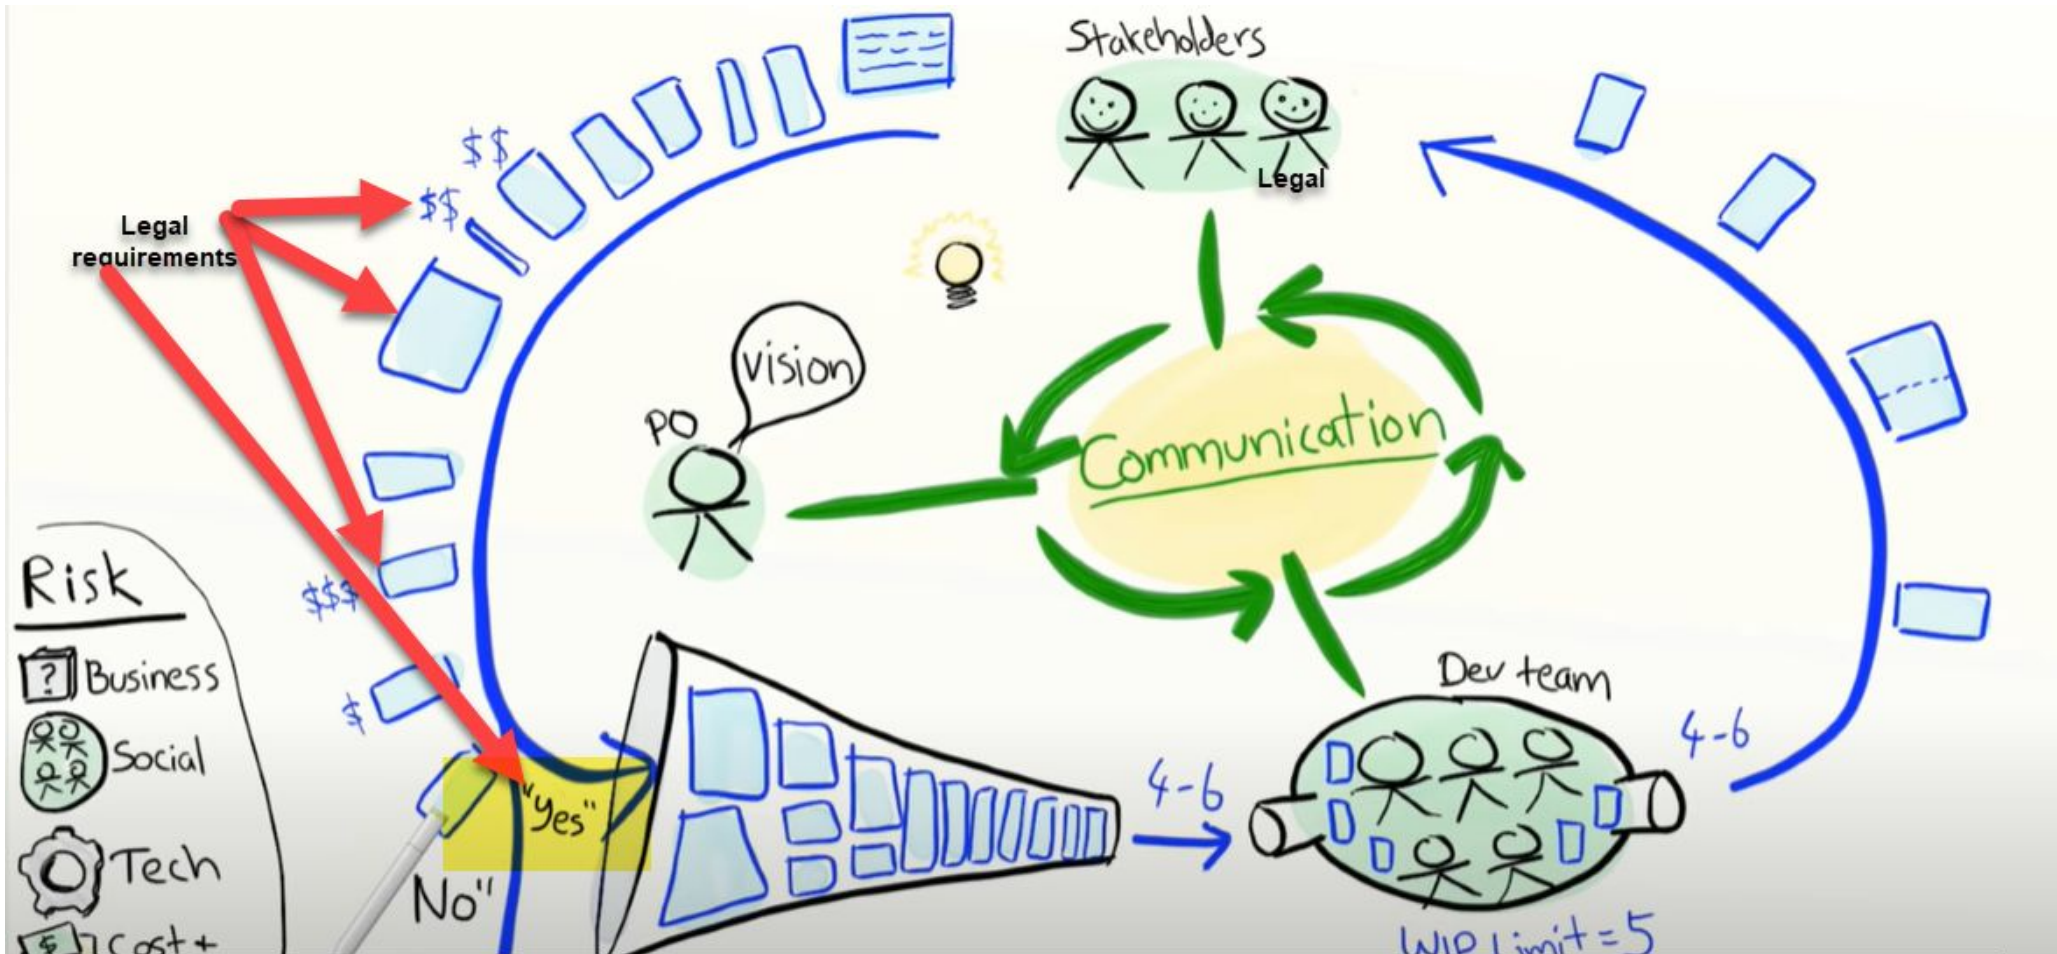 Stakeholders
Legal
$$
$$
Legal
requirements
vision
PO
Communication
Risk
$$$
Business
$
Social
Dev team
4-6
4-6
"yes"
Tech
No"
?
$
Cost +
WIP Limit = 5